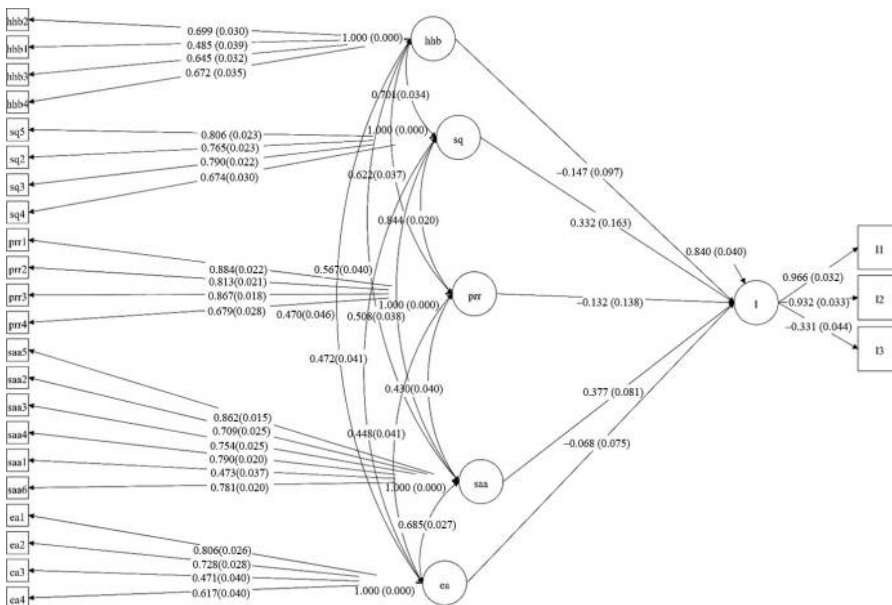 hhb2
hhb1
hhb3
hhb4
sq5
sq2
sq3
sq4
prr1
prr2
prr3
prr4
saa5
saa2
saa3
saa4
saa1
saa6
ea1
ea2
ea3
ea4
0.699 (0.030)
0.485 (0.039)
0.645 (0.032)
0.672 (0.035)
0.806 (0.023)
0.765(0.023)
0.790(0.022)
0.674(0.030)
0.884(0.022)
0.813(0.021)
0.867(0.018)
0.679(0.028)
0.862(0.015)
0.709(0.025)
0.754(0.025)
0.790(0.020)
0.473(0.037)
0.781(0.020)
0.806(0.026)
0.728(0.028)
0.471(0.040)
0.617(0.040)
1.000 (0.000)
hhb
0.701(0.034)
1.000 (0.000)
sq
0.622(0.037)
0.844 (0.020)
0.567(0.040)
1.000 (0.000)
prr
0.470(0.046)
0.508(0.038)
0.472(0.041)
0.430(0.040)
0.448(0.041)
1.000 (0.000)
saa
0.685(0.027)
1.000 (0.000)
ea
−0.147 (0.097)
0.332 (0.163)
−0.132 (0.138)
0.377 (0.081)
−0.068 (0.075)
0.840 (0.040)
l
0.966 (0.032)
0.932 (0.033)
−0.331 (0.044)
l1
l2
l3